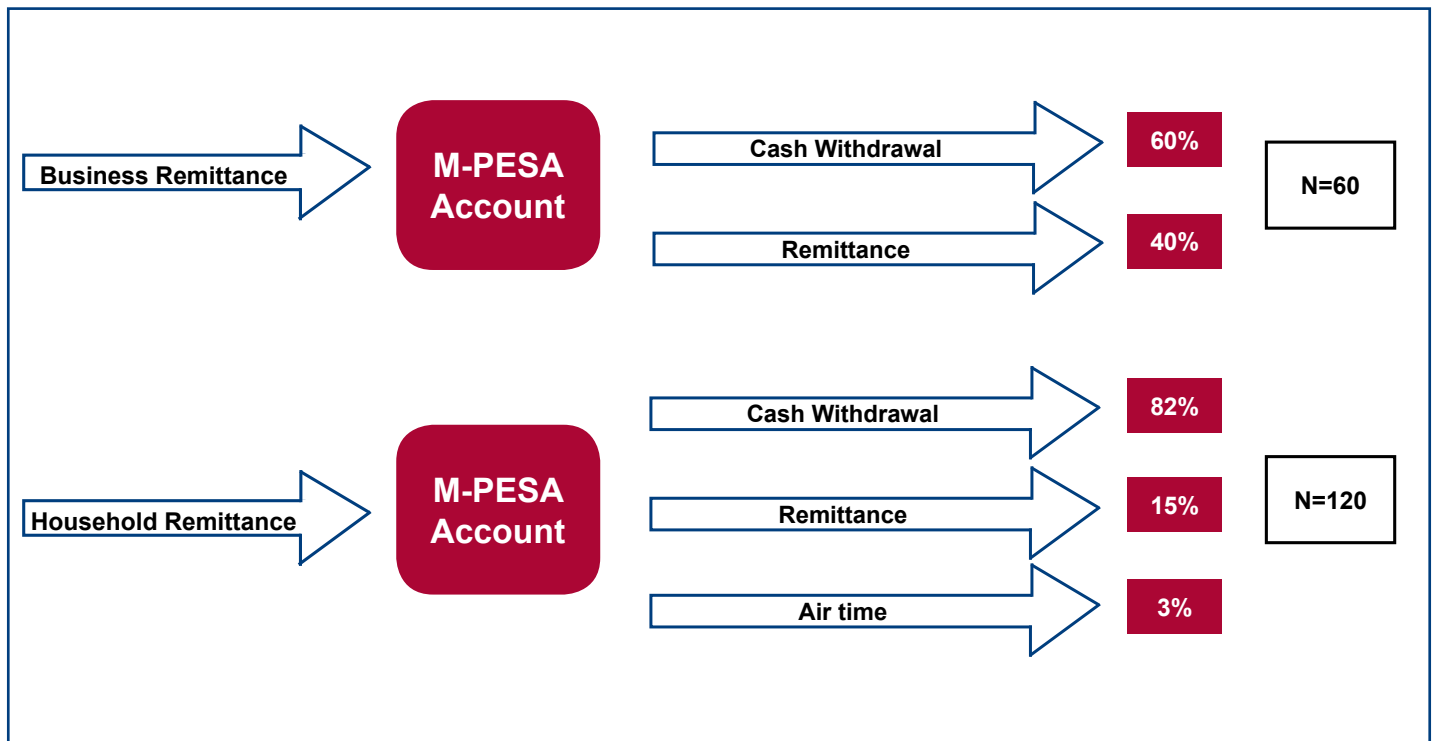 Business Remittance
M-PESA
Account
Cash Withdrawal
60%
Remittance
40%
N=60
Household Remittance
M-PESA
Account
Cash Withdrawal
82%
Remittance
15%
Air time
3%
N=120